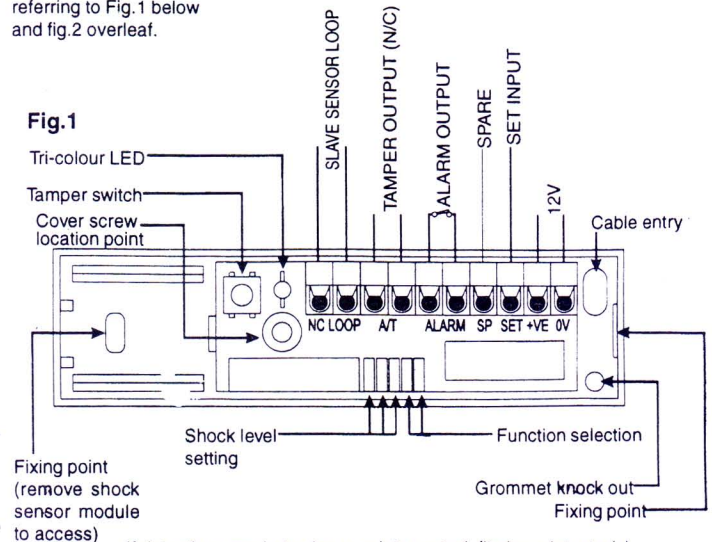 referring to Fig.1 below
and fig.2 overleaf.
Fig.1
SLAVE SENSOR LOOP
TAMPER OUTPUT (N/C)
ALARM OUTPUT
SPARE
SET INPUT
12V
Tri-colour LED
Tamper switch
Cover screw
location point
Cable entry
NC LOOP A/T ALARM SP SET +VE 0V
Shock level
setting
Function selection
Fixing point
(remove shock
sensor module
to access)
Grommet knock out
Fixing point